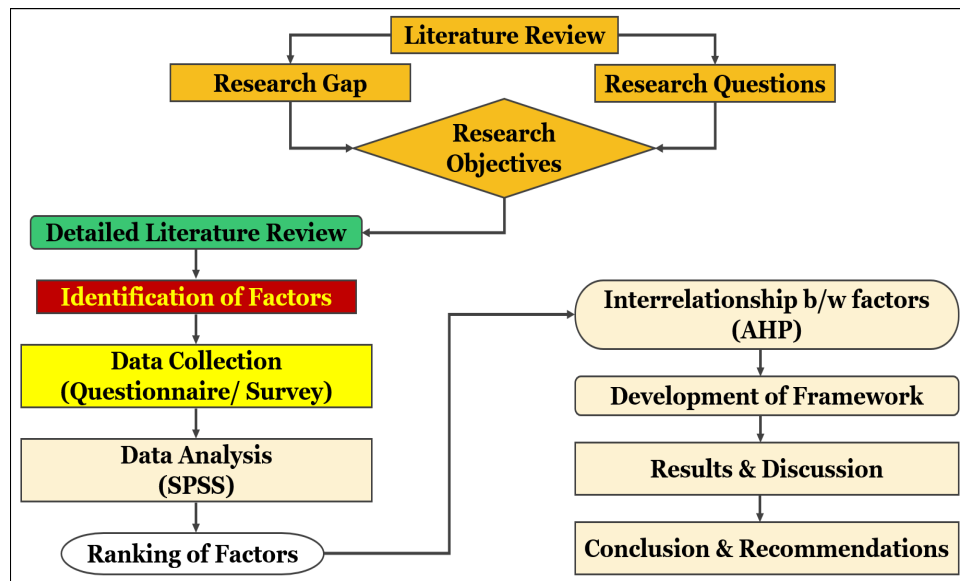 Literature Review
Research Gap
Research Questions
Research
Objectives
Detailed Literature Review
Identification of Factors
Data Collection
(Questionnaire/ Survey)
Data Analysis
(SPSS)
Ranking of Factors
Interrelationship b/w factors
(AHP)
Development of Framework
Results & Discussion
Conclusion & Recommendations